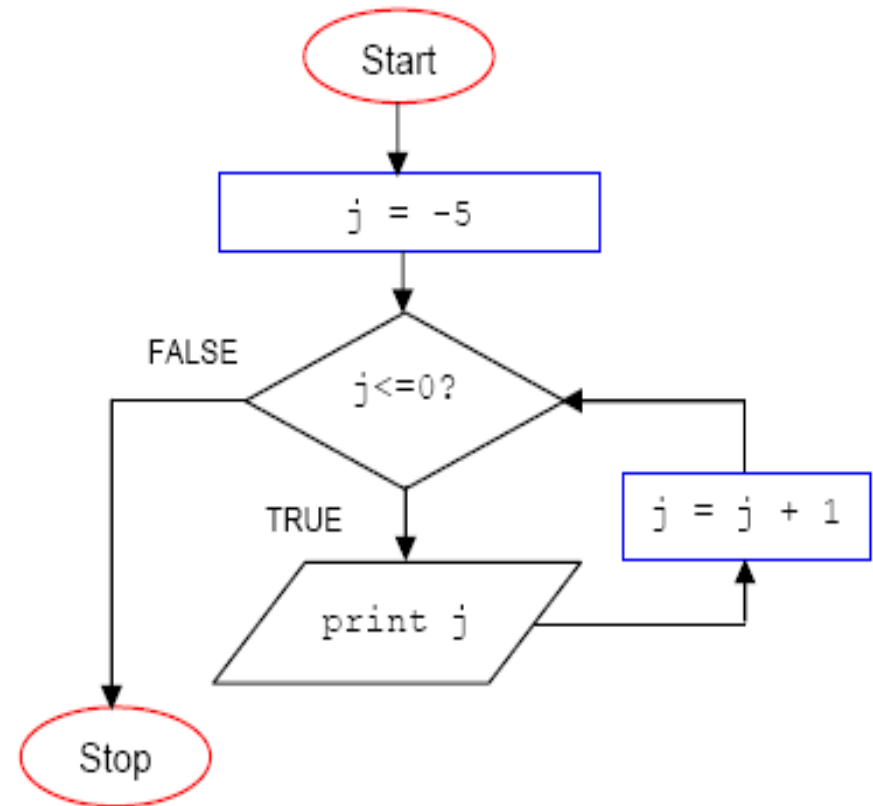 Start
j = -5
FALSE
j<=0?
TRUE
j = j + 1
print j
Stop